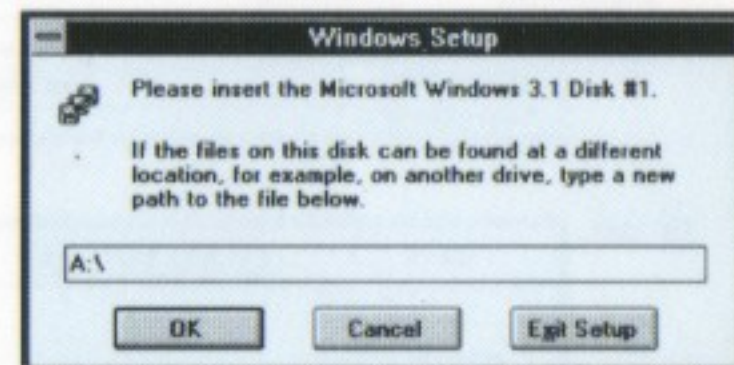 Windows Setup
Please insert the Microsoft Windows 3.1 Disk #1.
If the files on this disk can be found at a different
location, for example, on another drive, type a new
path to the file below.
A:\
OK Cancel Exit Setup